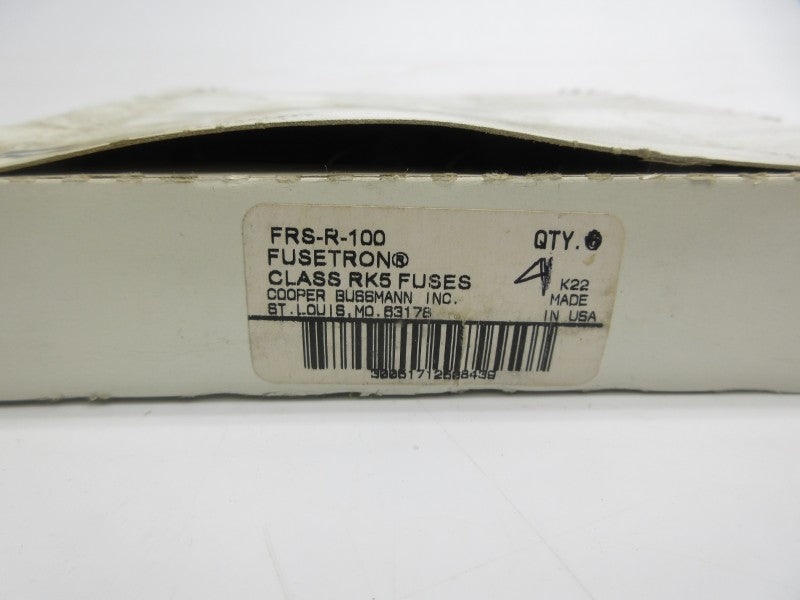 FRS-R-100 QTY.
FUSETRON®
CLASS RK5 FUSES 4 K22
COOPER BUSSMANN INC. MADE
ST.LOUIS,MO.63178 IN USA